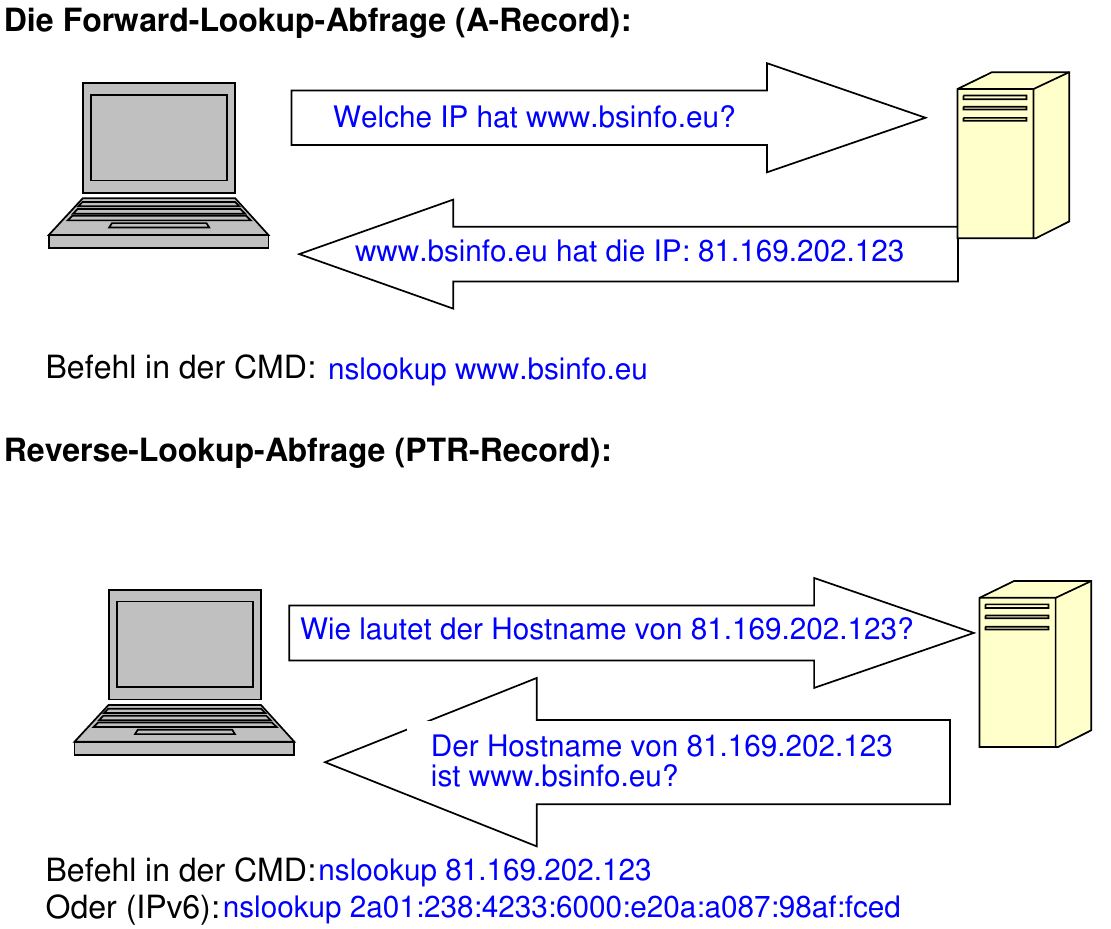 Die Forward-Lookup-Abfrage (A-Record):
Welche IP hat www.bsinfo.eu?
www.bsinfo.eu hat die IP: 81.169.202.123
Befehl in der CMD: nslookup www.bsinfo.eu
Reverse-Lookup-Abfrage (PTR-Record):
Wie lautet der Hostname von 81.169.202.123?
Der Hostname von 81.169.202.123
ist www.bsinfo.eu?
Befehl in der CMD: nslookup 81.169.202.123
Oder (IPv6): nslookup 2a01:238:4233:6000:e20a:a087:98af:fced